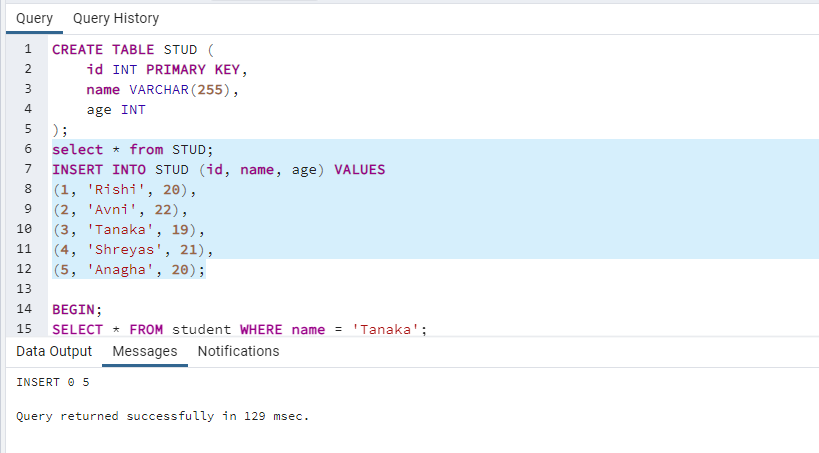 Query Query History
1 CREATE TABLE STUD (
2 id INT PRIMARY KEY,
3 name VARCHAR(255),
4 age INT
5 );
6 select * from STUD;
7 INSERT INTO STUD (id, name, age) VALUES
8 (1, 'Rishi', 20),
9 (2, 'Avni', 22),
10 (3, 'Tanaka', 19),
11 (4, 'Shreyas', 21),
12 (5, 'Anagha', 20);
13
14 BEGIN;
15 SELECT * FROM student WHERE name = 'Tanaka';
Data Output Messages Notifications
INSERT 0 5
Query returned successfully in 129 msec.